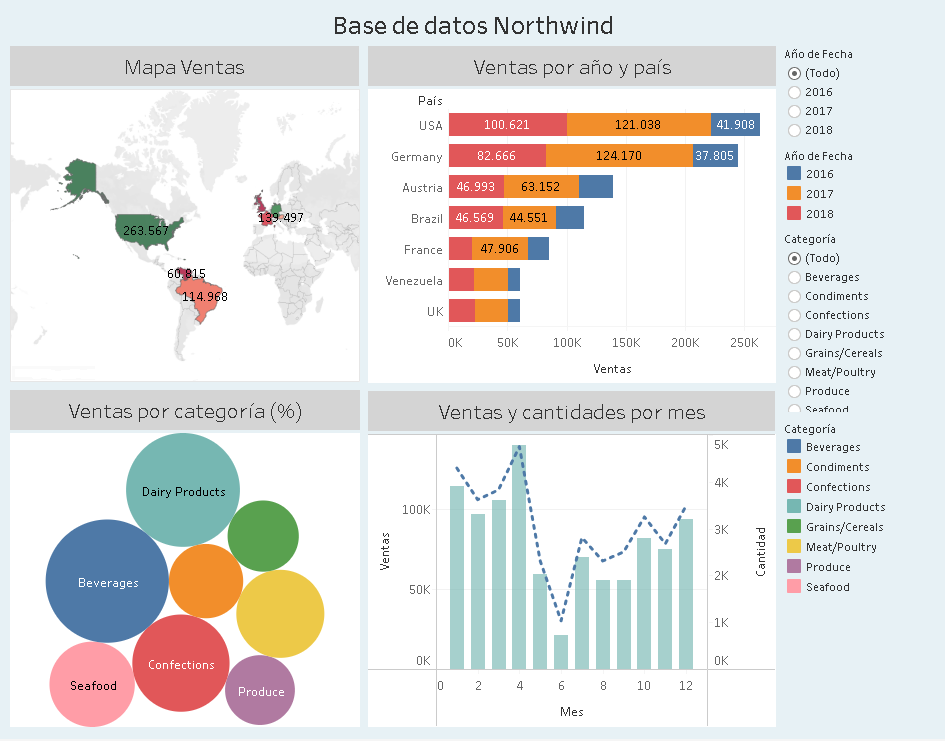 Base de datos Northwind
Mapa Ventas
263.567
139.497
60.815
114.968
Ventas por año y país
País
USA
100.621
121.038
41.908
Germany
82.666
124.170
37.805
Austria
46.993
63.152
Brazil
46.569
44.551
France
47.906
Venezuela
UK
0K
50K
100K
150K
200K
250K
Ventas
Año de Fecha
(Todo)
2016
2017
2018
Año de Fecha
2016
2017
2018
Categoría
(Todo)
Beverages
Condiments
Confections
Dairy Products
Grains/Cereals
Meat/Poultry
Produce
Seafood
Ventas por categoría (%)
Dairy Products
Beverages
Confections
Seafood
Produce
Ventas y cantidades por mes
Ventas
100K
50K
0K
5K
4K
3K
2K
1K
0K
Cantidad
0
2
4
6
8
10
12
Mes
Categoría
Beverages
Condiments
Confections
Dairy Products
Grains/Cereals
Meat/Poultry
Produce
Seafood